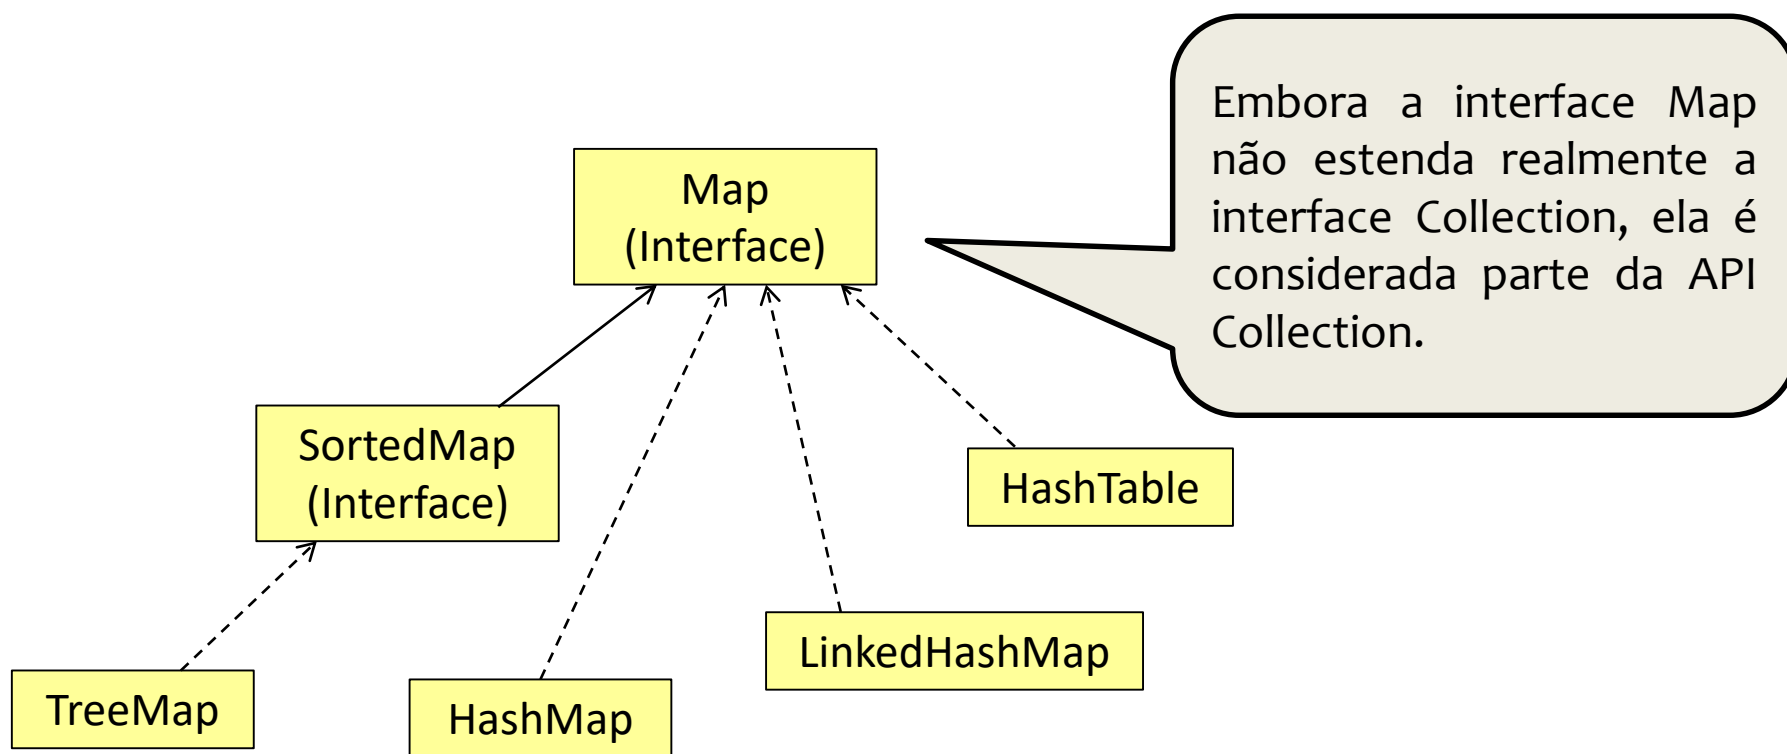 Map
(Interface)
Embora a interface Map
não estenda realmente a
interface Collection, ela é
considerada parte da API
Collection.
SortedMap
(Interface)
HashTable
LinkedHashMap
TreeMap
HashMap